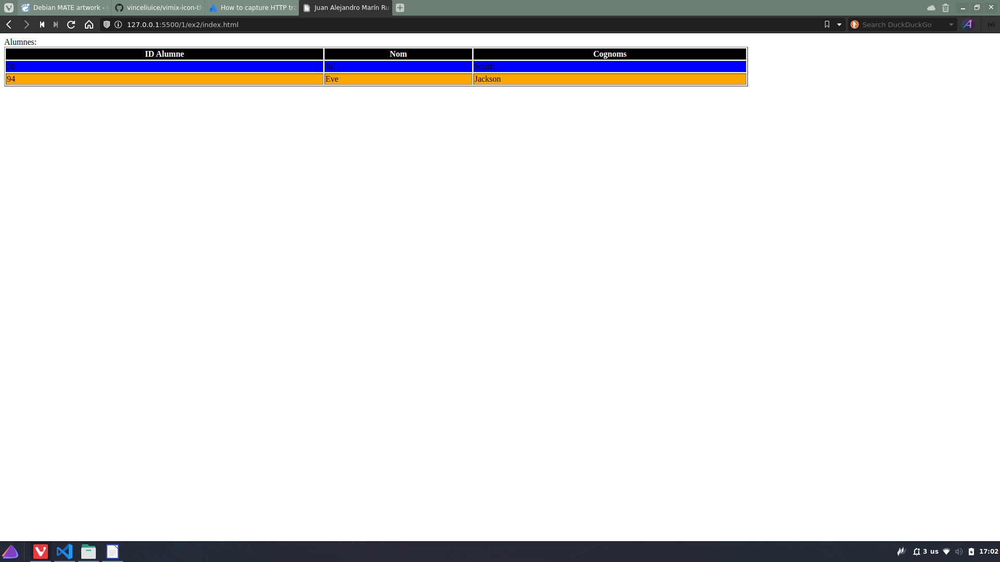 Debian MATE artwork -
vinceliuice/vimix-icon-th
How to capture HTTP tra
Juan Alejandro Marín Ru
127.0.0.1:5500/1/ex2/index.html
Search DuckDuckGo
Alumnes:
ID Alumne Nom Cognoms
50 Jill Smith
94 Eve Jackson
3 us 17:02